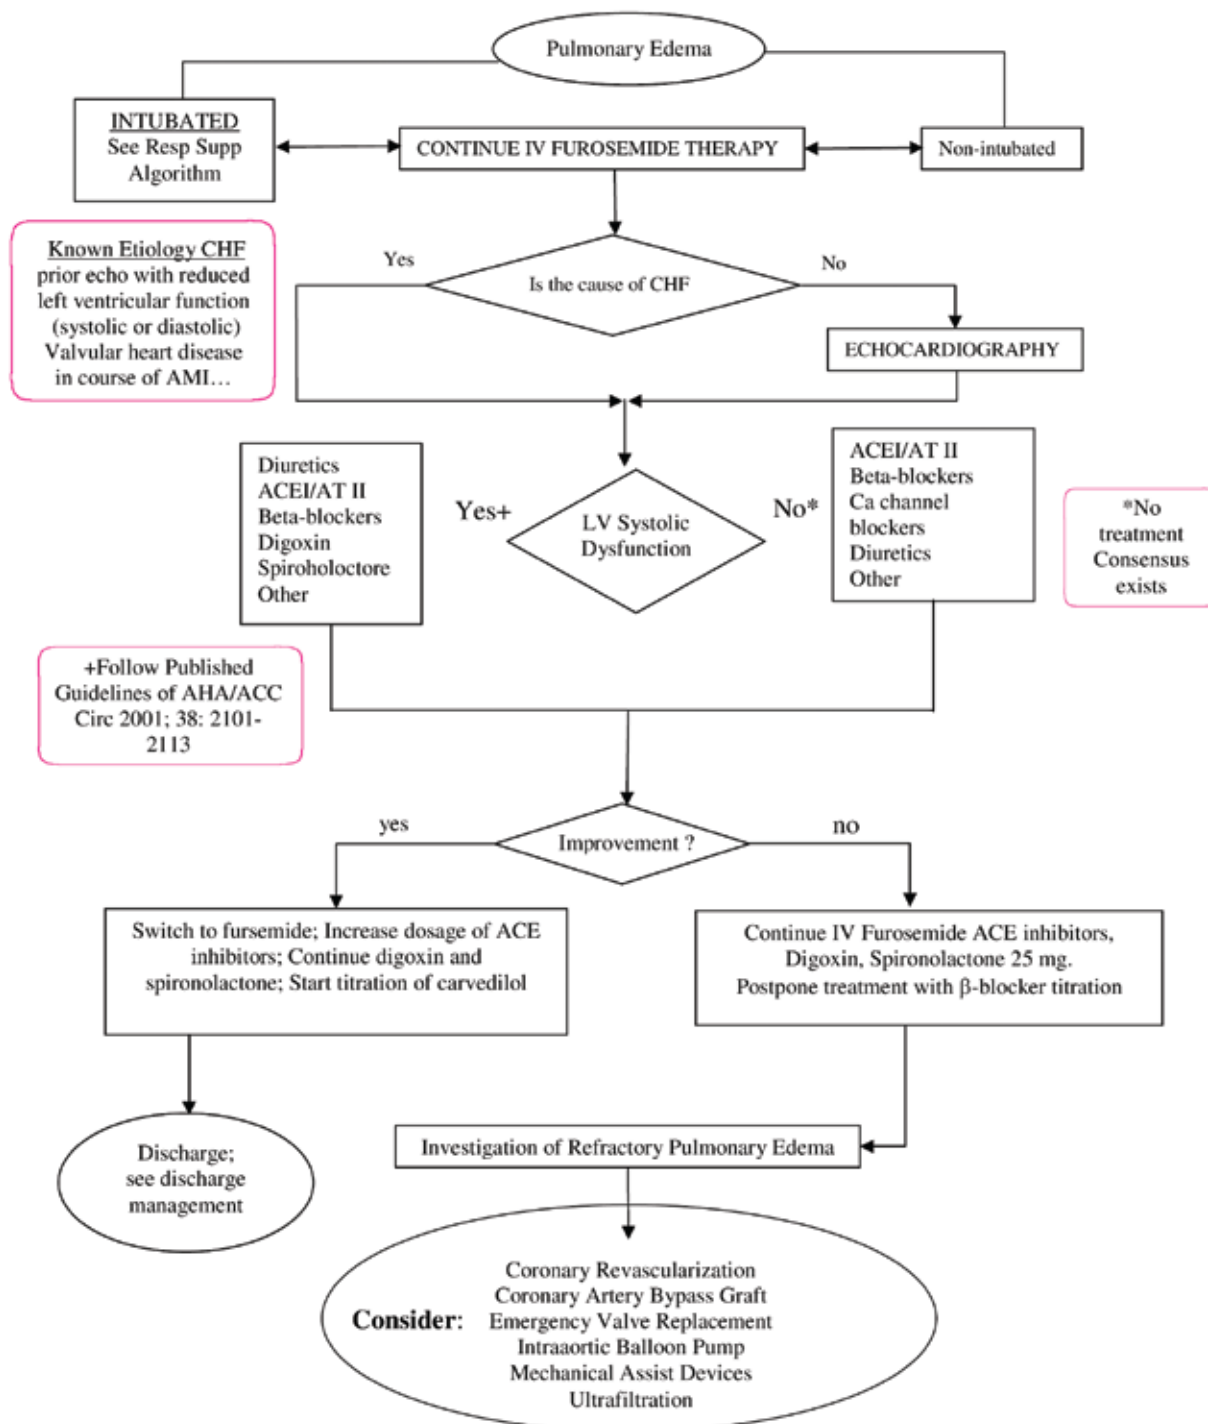 Pulmonary Edema
INTUBATED
See Resp Supp
Algorithm
CONTINUE IV FUROSEMIDE THERAPY
Non-intubated
Known Etiology CHF
prior echo with reduced
left ventricular function
(systolic or diastolic)
Valvular heart disease
in course of AMI…
Yes
Is the cause of CHF
No
ECHOCARDIOGRAPHY
Diuretics
ACEI/AT II
Beta-blockers
Digoxin
Spiroholoctore
Other
Yes+
LV Systolic
Dysfunction
No*
ACEI/AT II
Beta-blockers
Ca channel
blockers
Diuretics
Other
*No
treatment
Consensus
exists
+Follow Published
Guidelines of AHA/ACC
Circ 2001; 38: 2101-
2113
yes
Improvement ?
no
Switch to fursemide; Increase dosage of ACE
inhibitors; Continue digoxin and
spironolactone; Start titration of carvedilol
Continue IV Furosemide ACE inhibitors,
Digoxin, Spironolactone 25 mg.
Postpone treatment with β-blocker titration
Discharge;
see discharge
management
Investigation of Refractory Pulmonary Edema
Coronary Revascularization
Coronary Artery Bypass Graft
Consider: Emergency Valve Replacement
Intraaortic Balloon Pump
Mechanical Assist Devices
Ultrafiltration